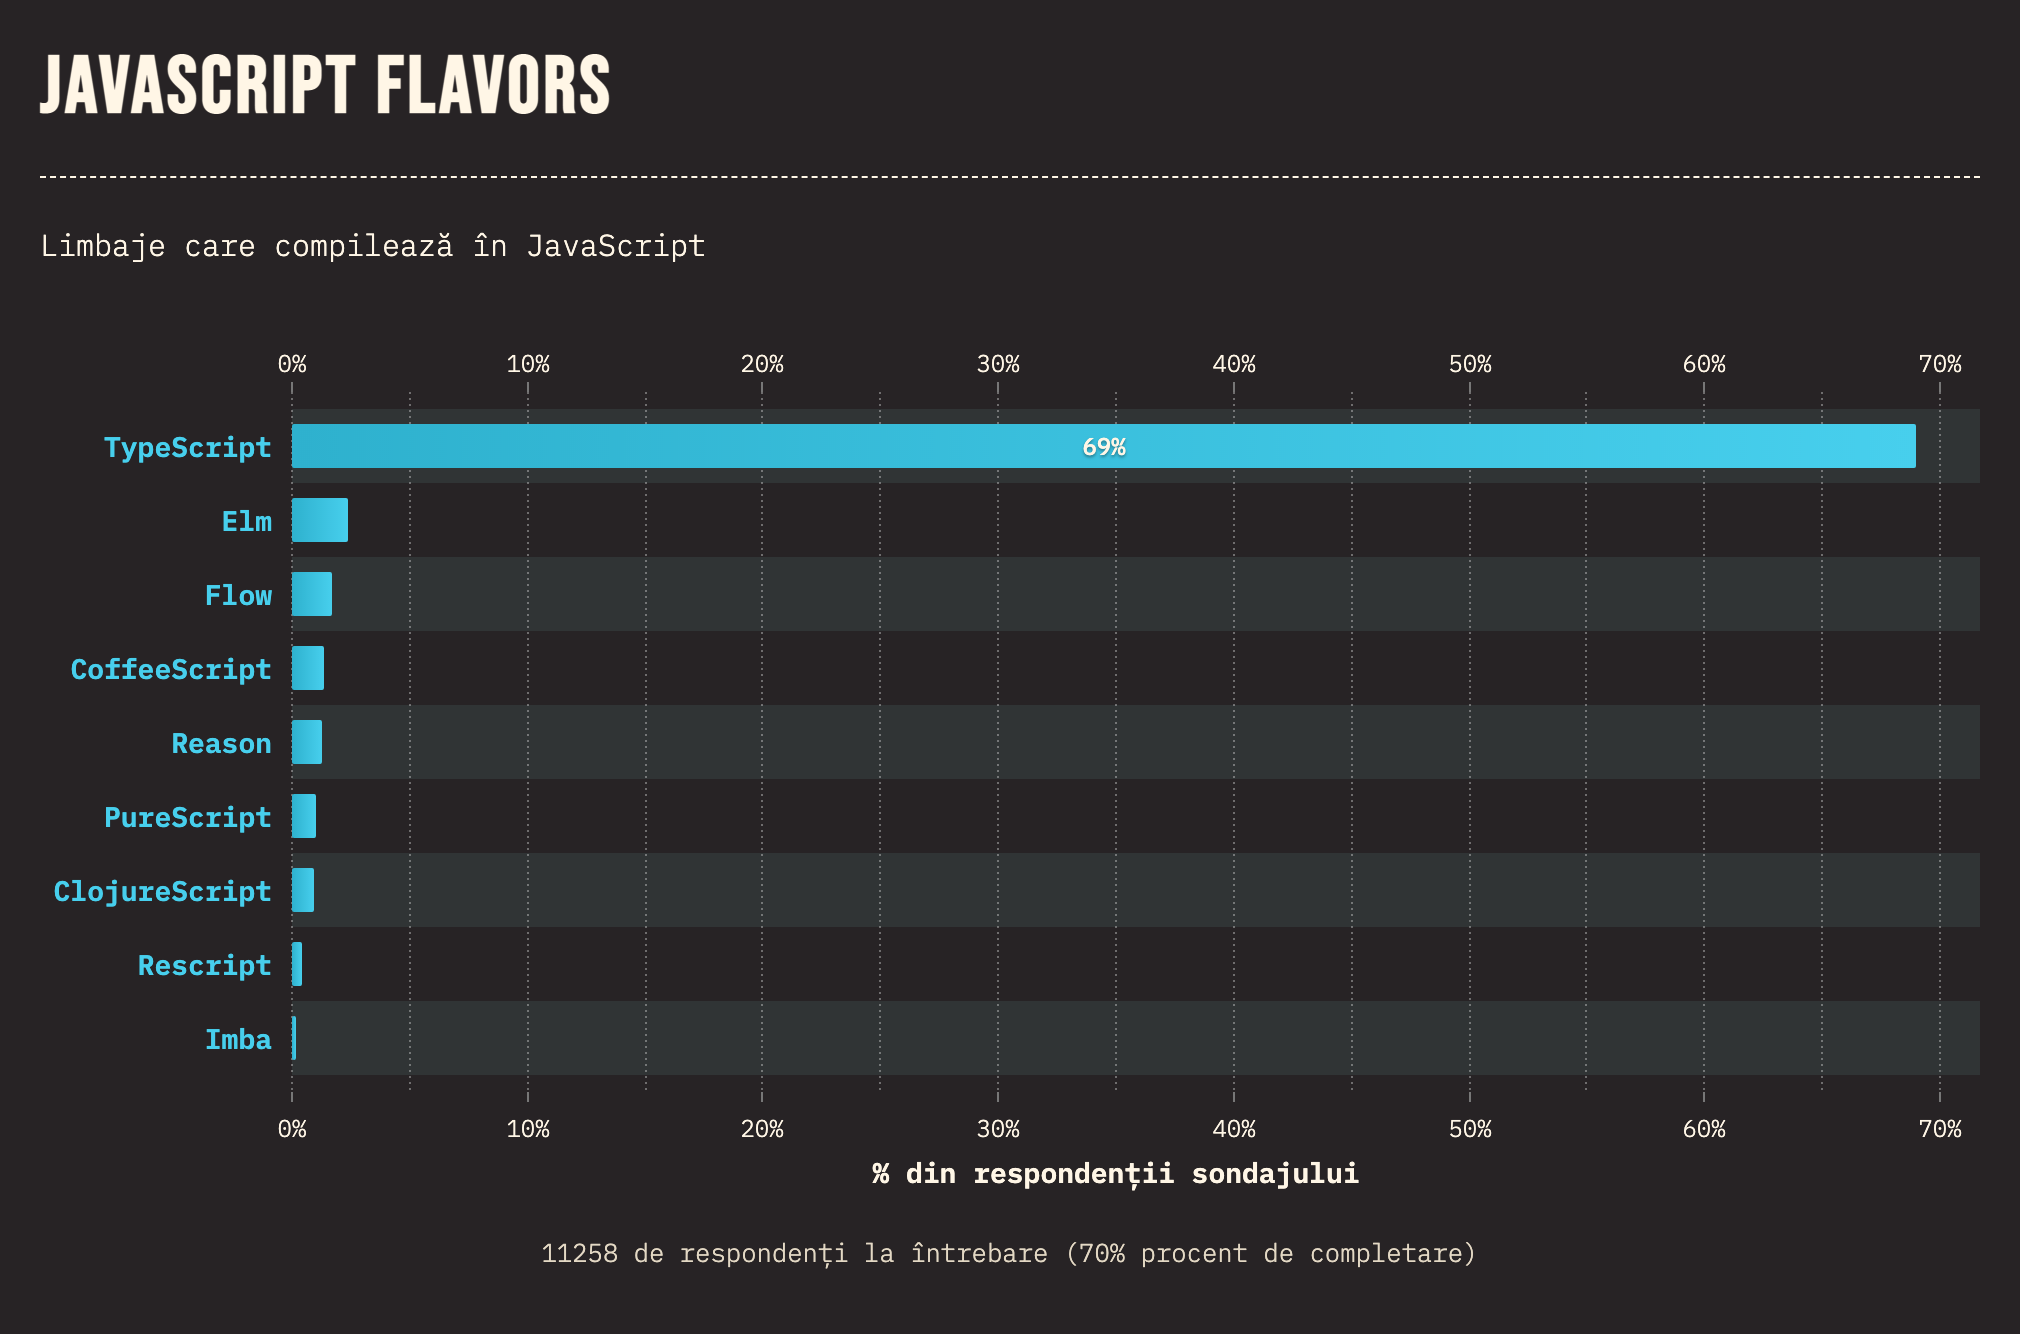 JAVASCRIPT FLAVORS
Limbaje care compilează în JavaScript
0% 10% 20% 30% 40% 50% 60% 70%
TypeScript 69%
Elm
Flow
CoffeeScript
Reason
PureScript
ClojureScript
Rescript
Imba
0% 10% 20% 30% 40% 50% 60% 70%
% din respondenții sondajului
11258 de respondenți la întrebare (70% procent de completare)